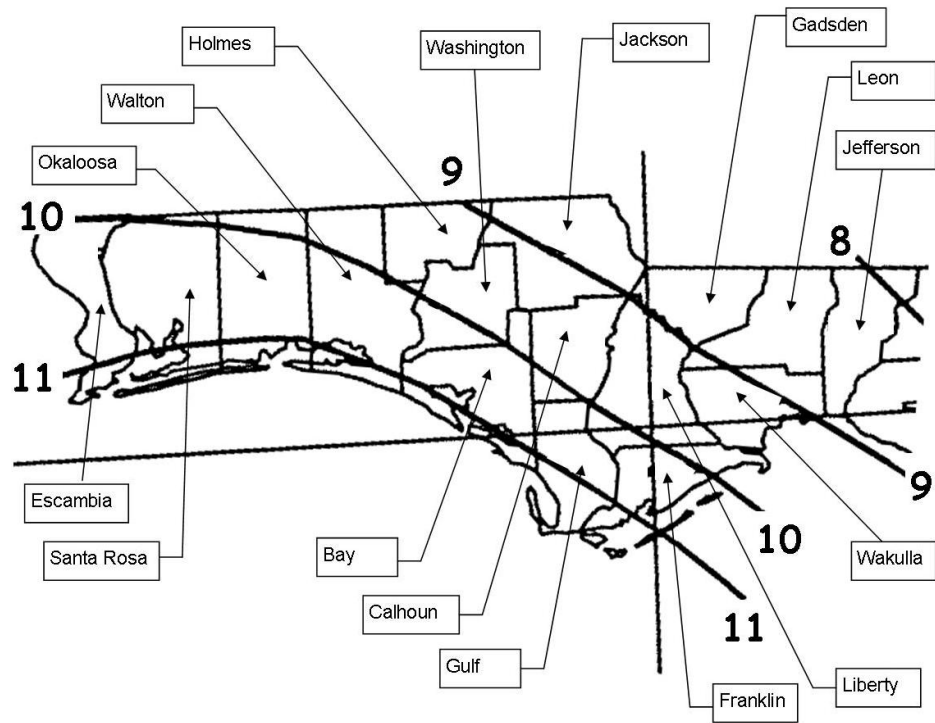 Gadsden
Holmes
Washington
Jackson
Leon
Walton
Jefferson
Okaloosa
9
10
8
11
Escambia
9
10
Santa Rosa
Bay
Wakulla
Calhoun
11
Gulf
Liberty
Franklin